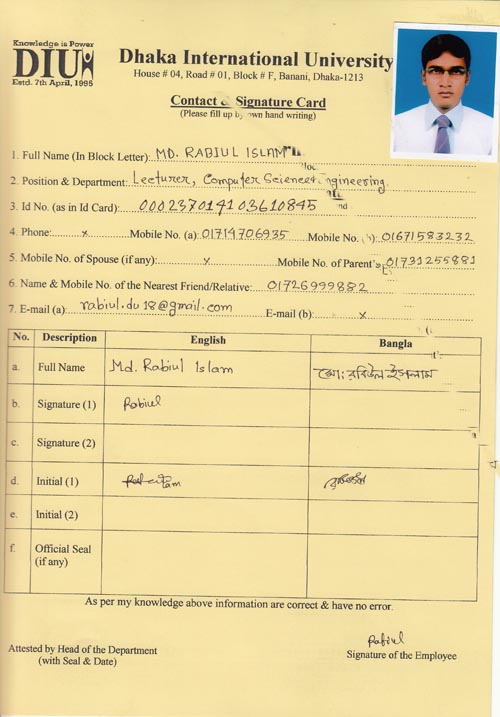 Knowledge is Power
DIU
Estd. 7th April, 1995
Dhaka International University
House # 04, Road # 01, Block # F, Banani, Dhaka-1213
Contact & Signature Card
(Please fill up by own hand writing)
1. Full Name (In Block Letter): MD. RABIUL ISLAM
2. Position & Department: Lecturer, Computer Science & Engineering
3. Id No. (as in Id Card): 000237014103610845
4. Phone: x Mobile No. (a): 01714706935 Mobile No. (b): 01671583232
5. Mobile No. of Spouse (if any): x Mobile No. of Parent's: 01731255881
6. Name & Mobile No. of the Nearest Friend/Relative: 01726999882
7. E-mail (a): rabiul.du18@gmail.com E-mail (b): x
No. Description English Bangla
a. Full Name Md. Rabiul Islam মো: রবিউল ইসলাম
b. Signature (1) Rabiul
c. Signature (2)
d. Initial (1)
e. Initial (2)
f. Official Seal
(if any)
As per my knowledge above information are correct & have no error.
Rabiul
Attested by Head of the Department Signature of the Employee
(with Seal & Date)